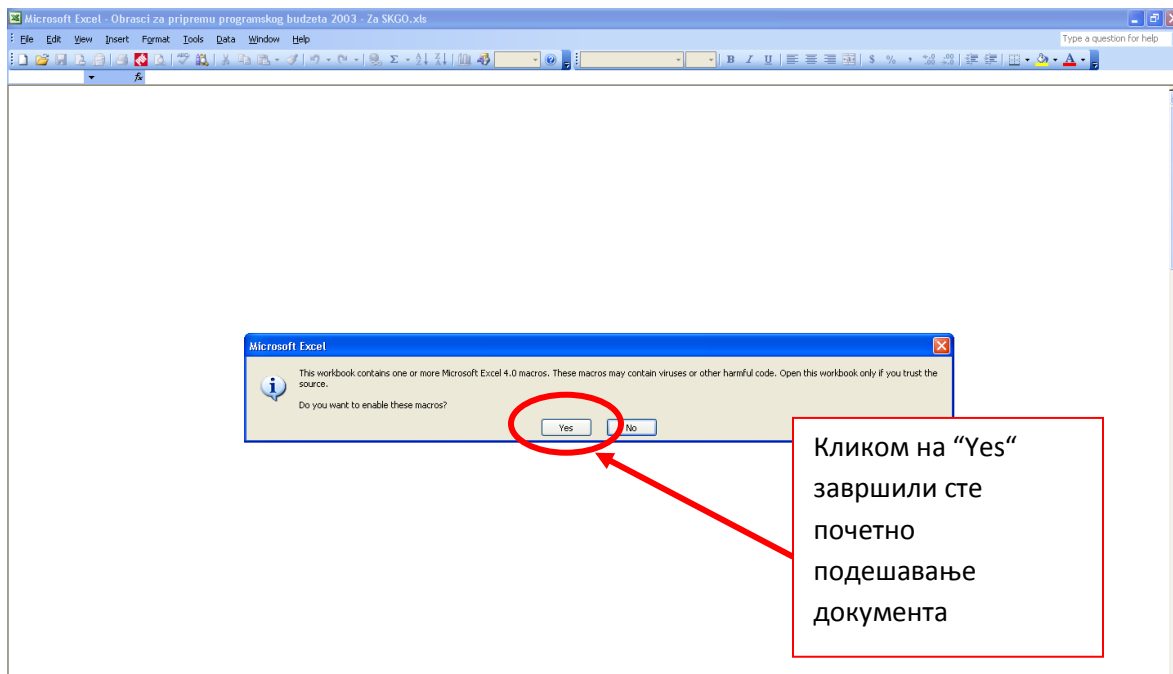 Microsoft Excel - Obrasci za pripremu programskog budzeta 2003 - Za SKGO.xls
File Edit View Insert Format Tools Data Window Help
Type a question for help
B I U $ % ,
fx
Microsoft Excel
This workbook contains one or more Microsoft Excel 4.0 macros. These macros may contain viruses or other harmful code. Open this workbook only if you trust the
source.
Do you want to enable these macros?
Yes No
Кликом на “Yes“
завршили сте
почетно
подешавање
документа